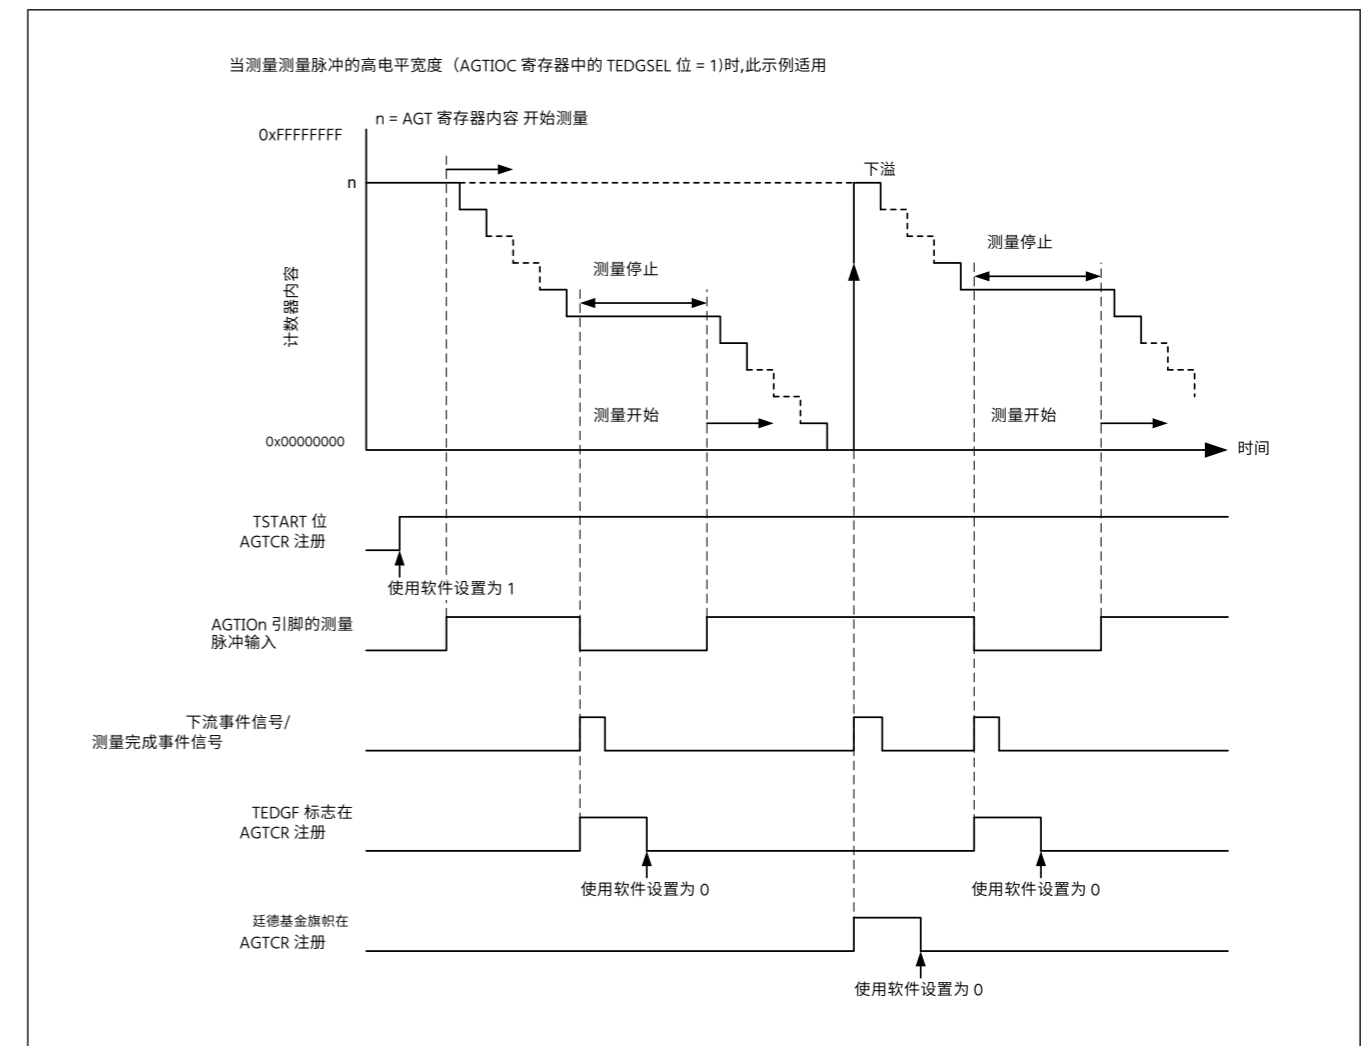 当测量测量脉冲的高电平宽度（AGTIOC 寄存器中的 TEDGSEL 位 = 1)时,此示例适用
n = AGT 寄存器内容 开始测量
0xFFFFFFFF
n
下溢
测量停止
测量停止
计数器内容
测量开始
测量开始
0x00000000
时间
TSTART 位
AGTCR 注册
使用软件设置为 1
AGTIOn 引脚的测量
脉冲输入
下流事件信号/
测量完成事件信号
TEDGF 标志在
AGTCR 注册
使用软件设置为 0
使用软件设置为 0
廷德基金旗帜在
AGTCR 注册
使用软件设置为 0